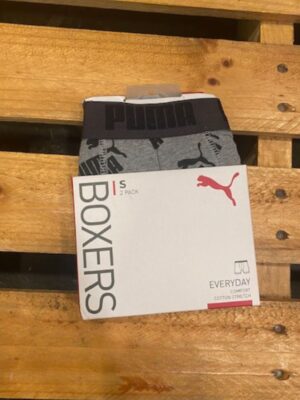 PUMA
BOXERS
S
2 PACK
EVERYDAY
COMFORT
COTTON STRETCH